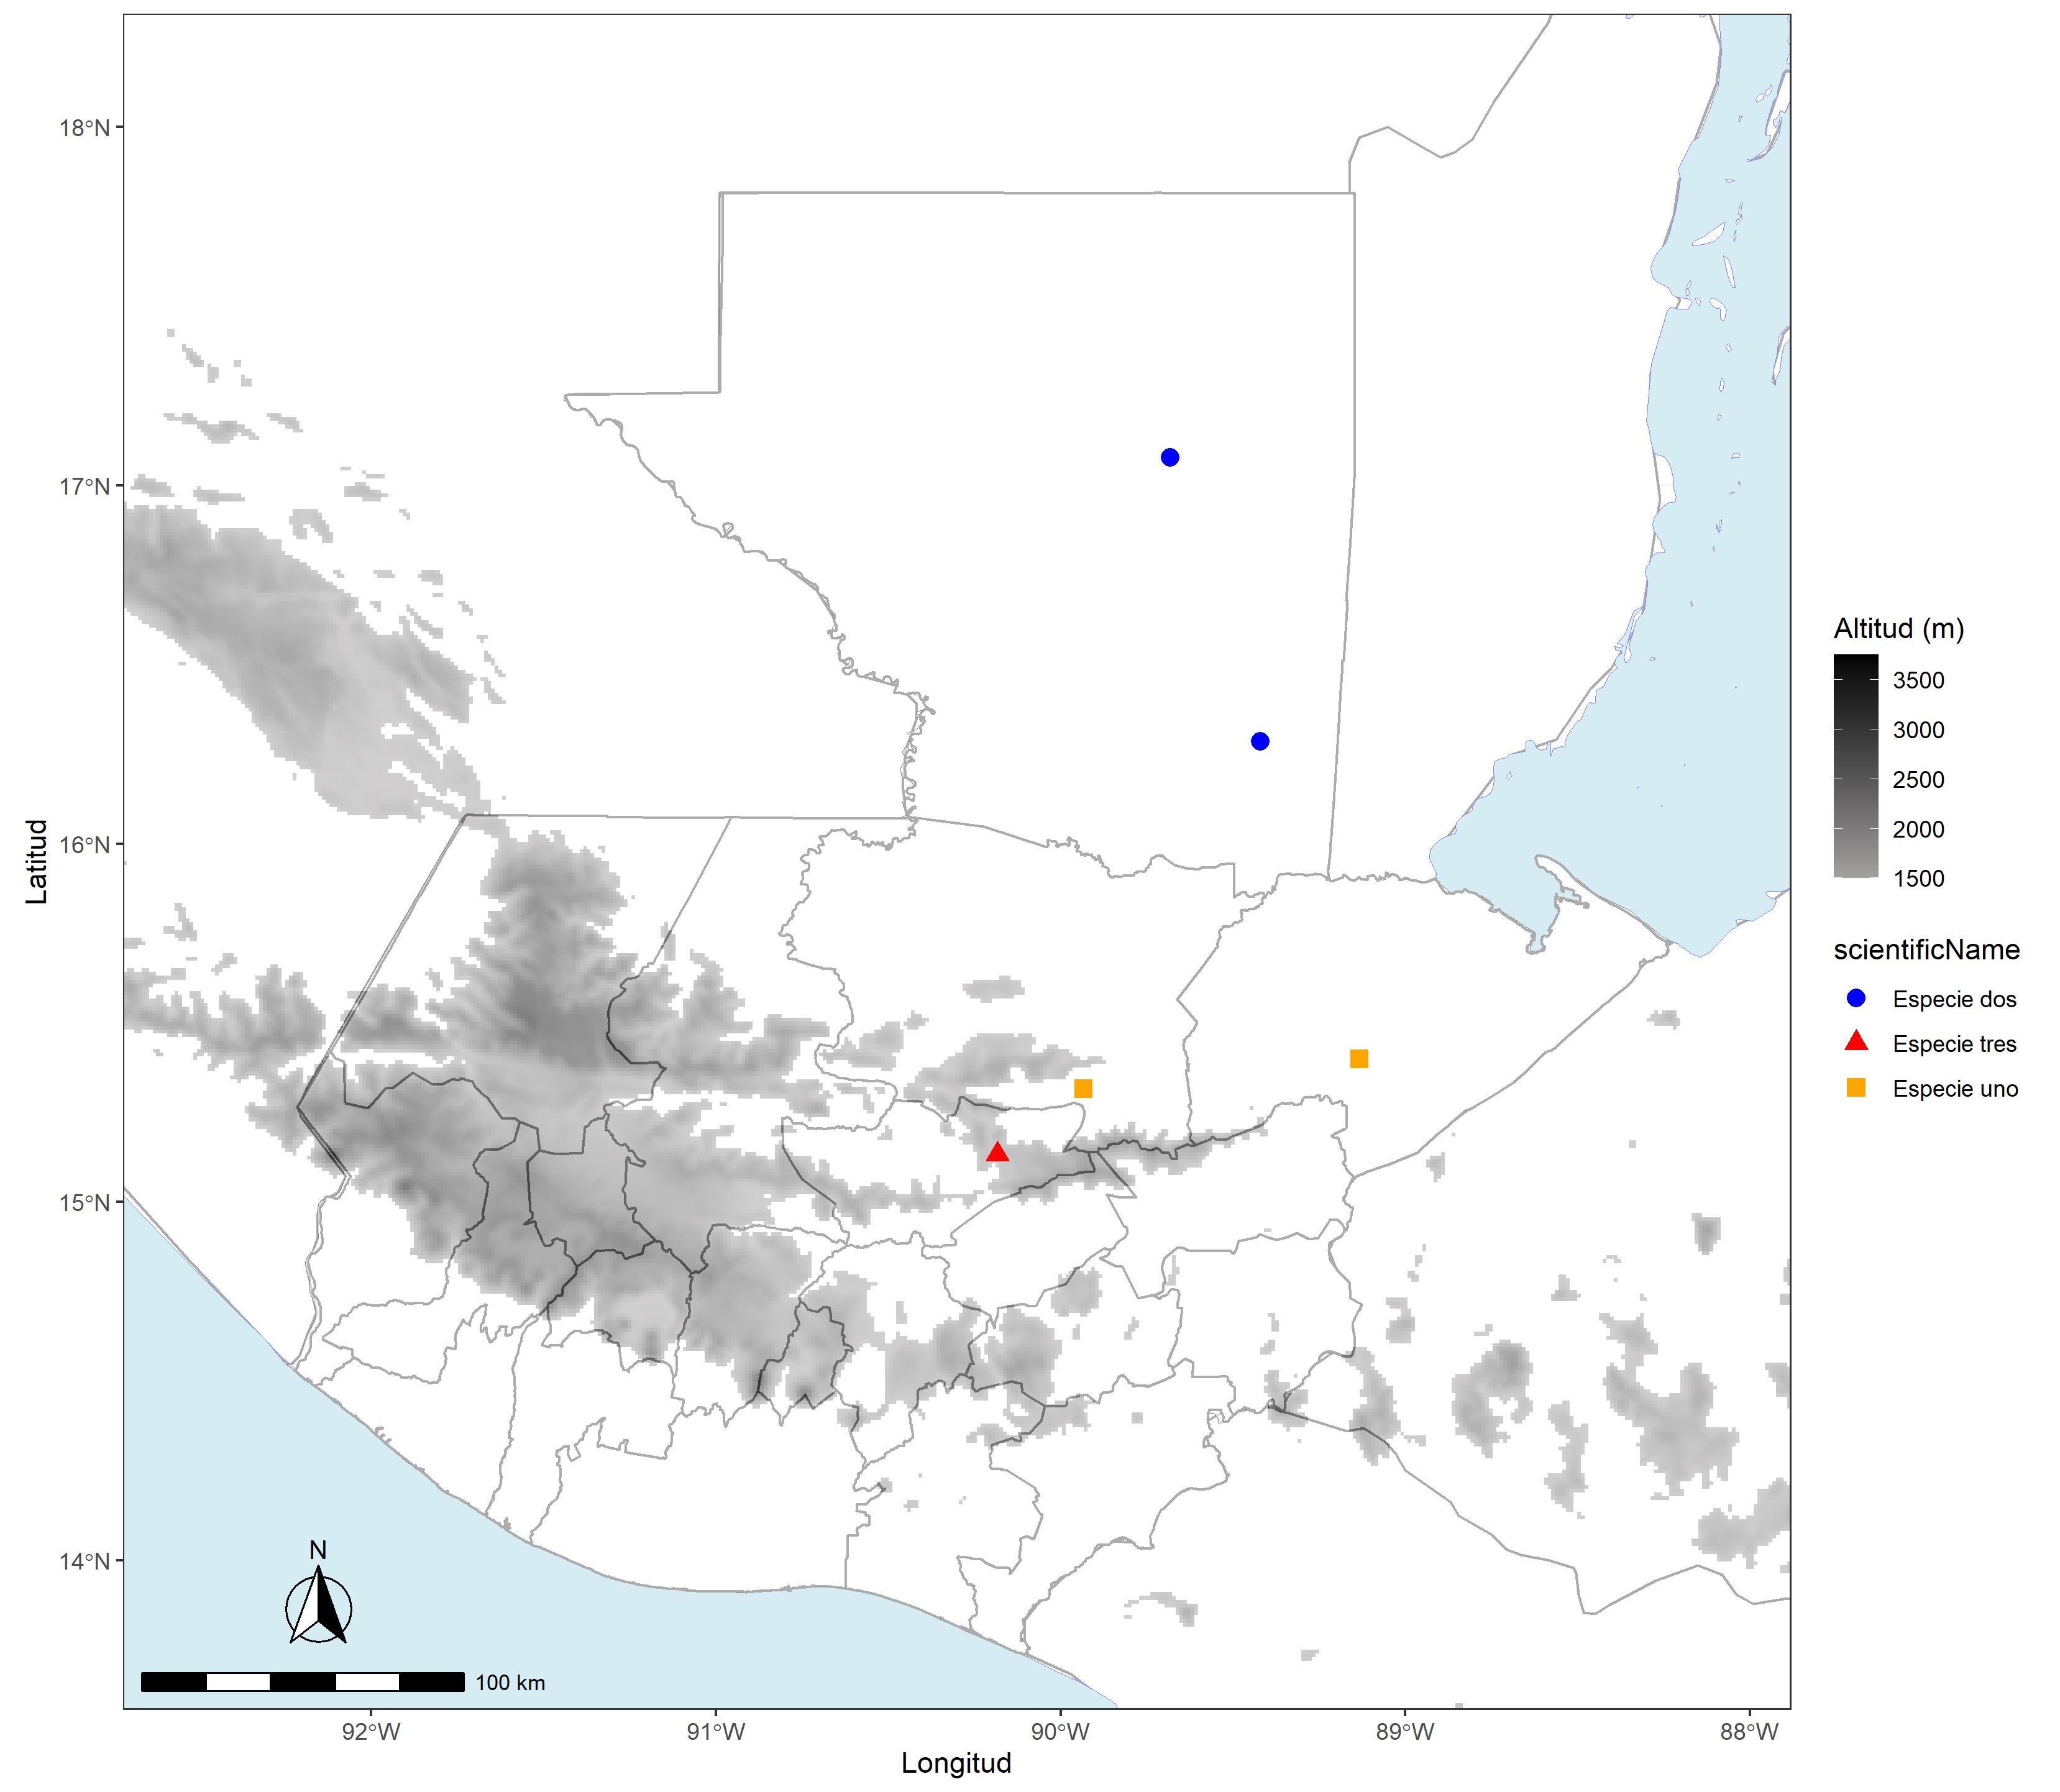 18°N
17°N
16°N
15°N
14°N
Latitud
92°W
91°W
90°W
89°W
88°W
Longitud
N
100 km
Altitud (m)
3500
3000
2500
2000
1500
scientificName
Especie dos
Especie tres
Especie uno